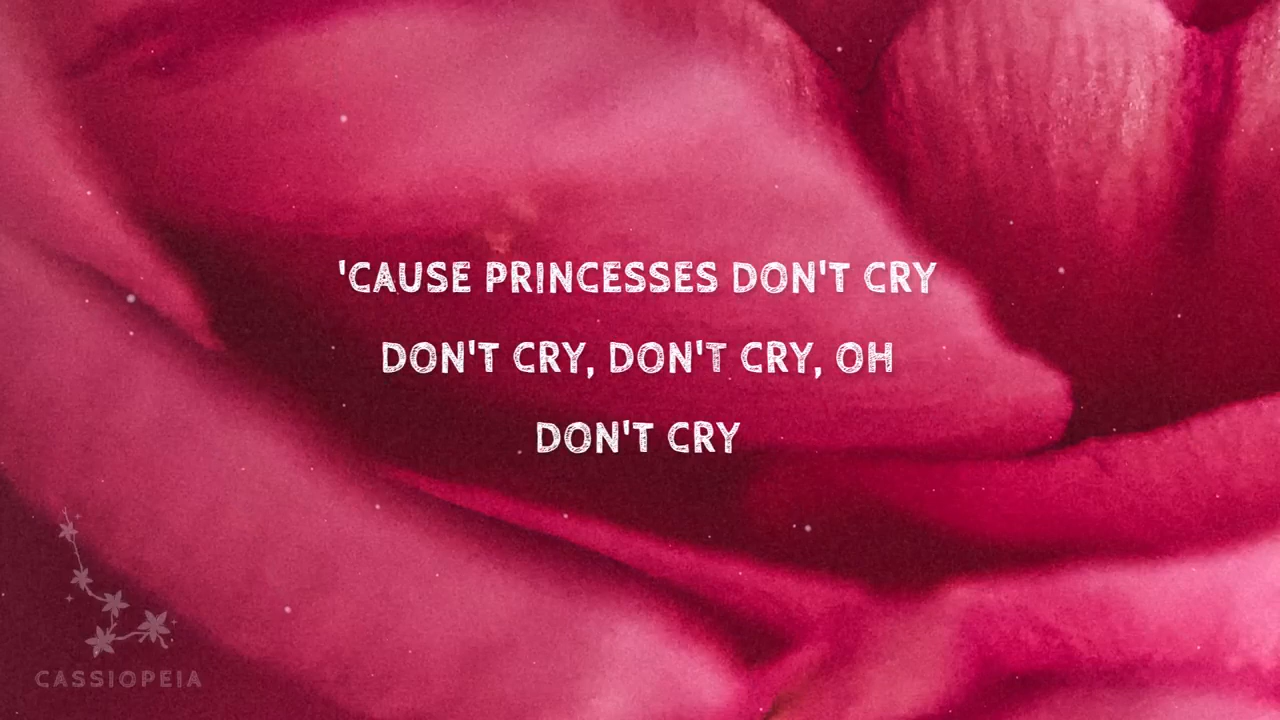 'CAUSE PRINCESSES DON'T CRY
DON'T CRY, DON'T CRY, OH
DON'T CRY
CASSIOPEIA